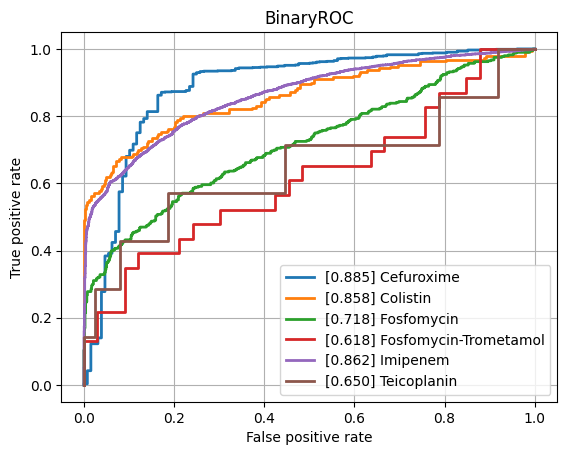 BinaryROC
True positive rate
1.0
0.8
0.6
0.4
0.2
0.0
[0.885] Cefuroxime
[0.858] Colistin
[0.718] Fosfomycin
[0.618] Fosfomycin-Trometamol
[0.862] Imipenem
[0.650] Teicoplanin
0.0 0.2 0.4 0.6 0.8 1.0
False positive rate